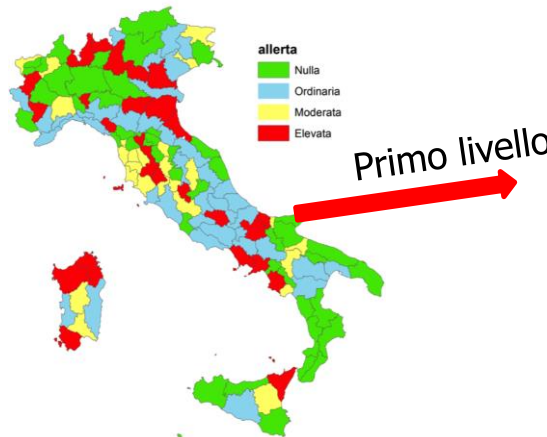 allerta
Nulla
Ordinaria
Moderata
Elevata
Primo livello